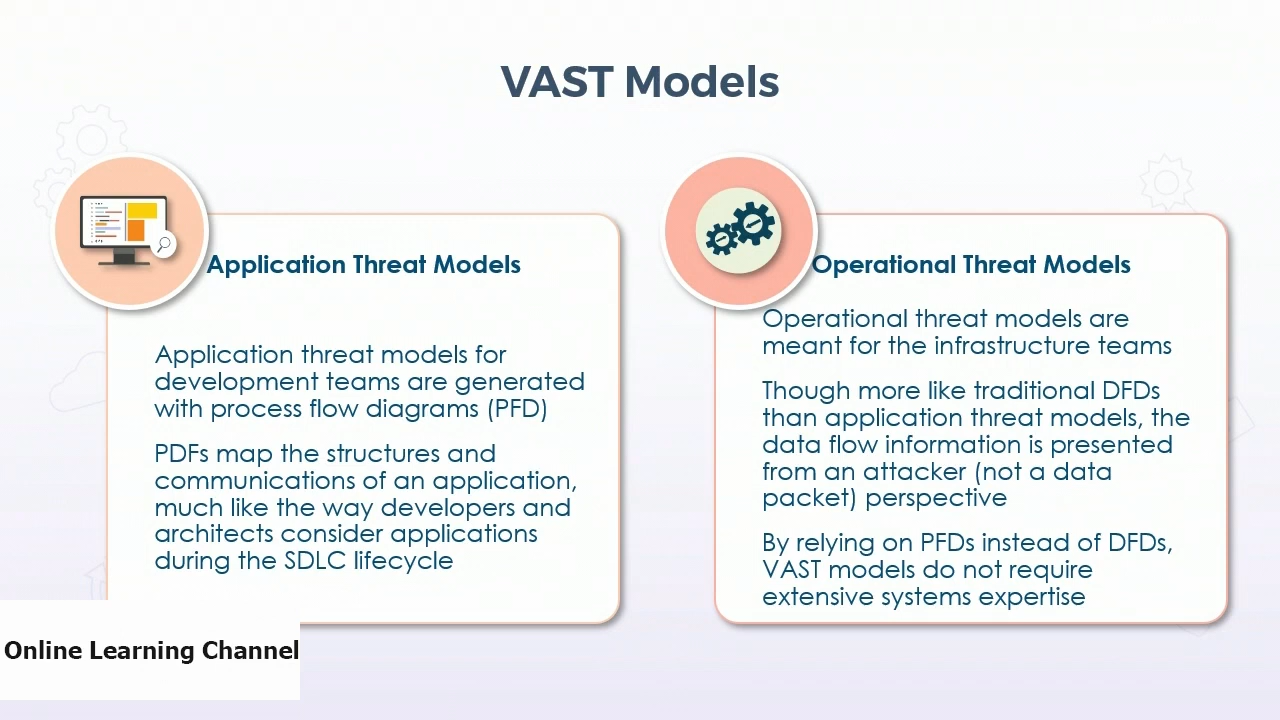 VAST Models
Application Threat Models
Application threat models for
development teams are generated
with process flow diagrams (PFD)
PDFs map the structures and
communications of an application,
much like the way developers and
architects consider applications
during the SDLC lifecycle
Operational Threat Models
Operational threat models are
meant for the infrastructure teams
Though more like traditional DFDs
than application threat models, the
data flow information is presented
from an attacker (not a data
packet) perspective
By relying on PFDs instead of DFDs,
VAST models do not require
extensive systems expertise
Online Learning Channel